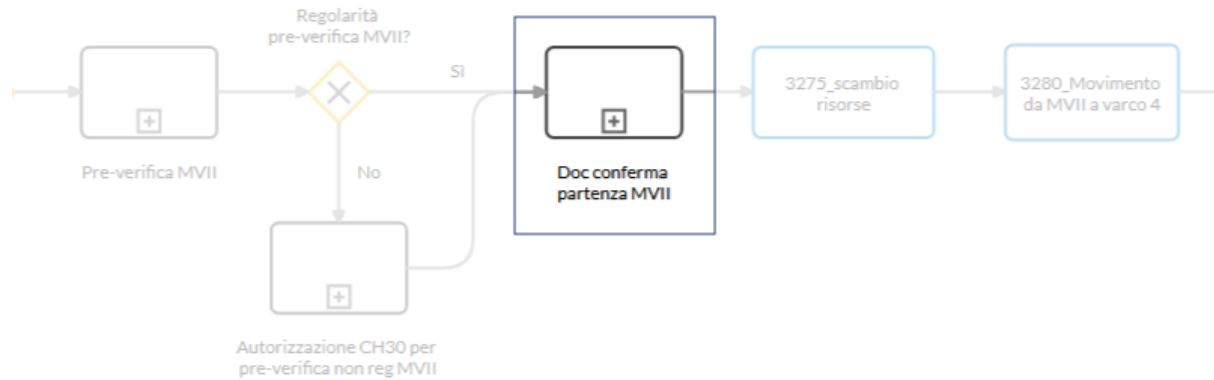 Regolarità
pre-verifica MVII?
Sì
3275_scambio
risorse
3280_Movimento
da MVII a varco 4
Pre-verifica MVII
No
Doc conferma
partenza MVII
Autorizzazione CH30 per
pre-verifica non reg MVII